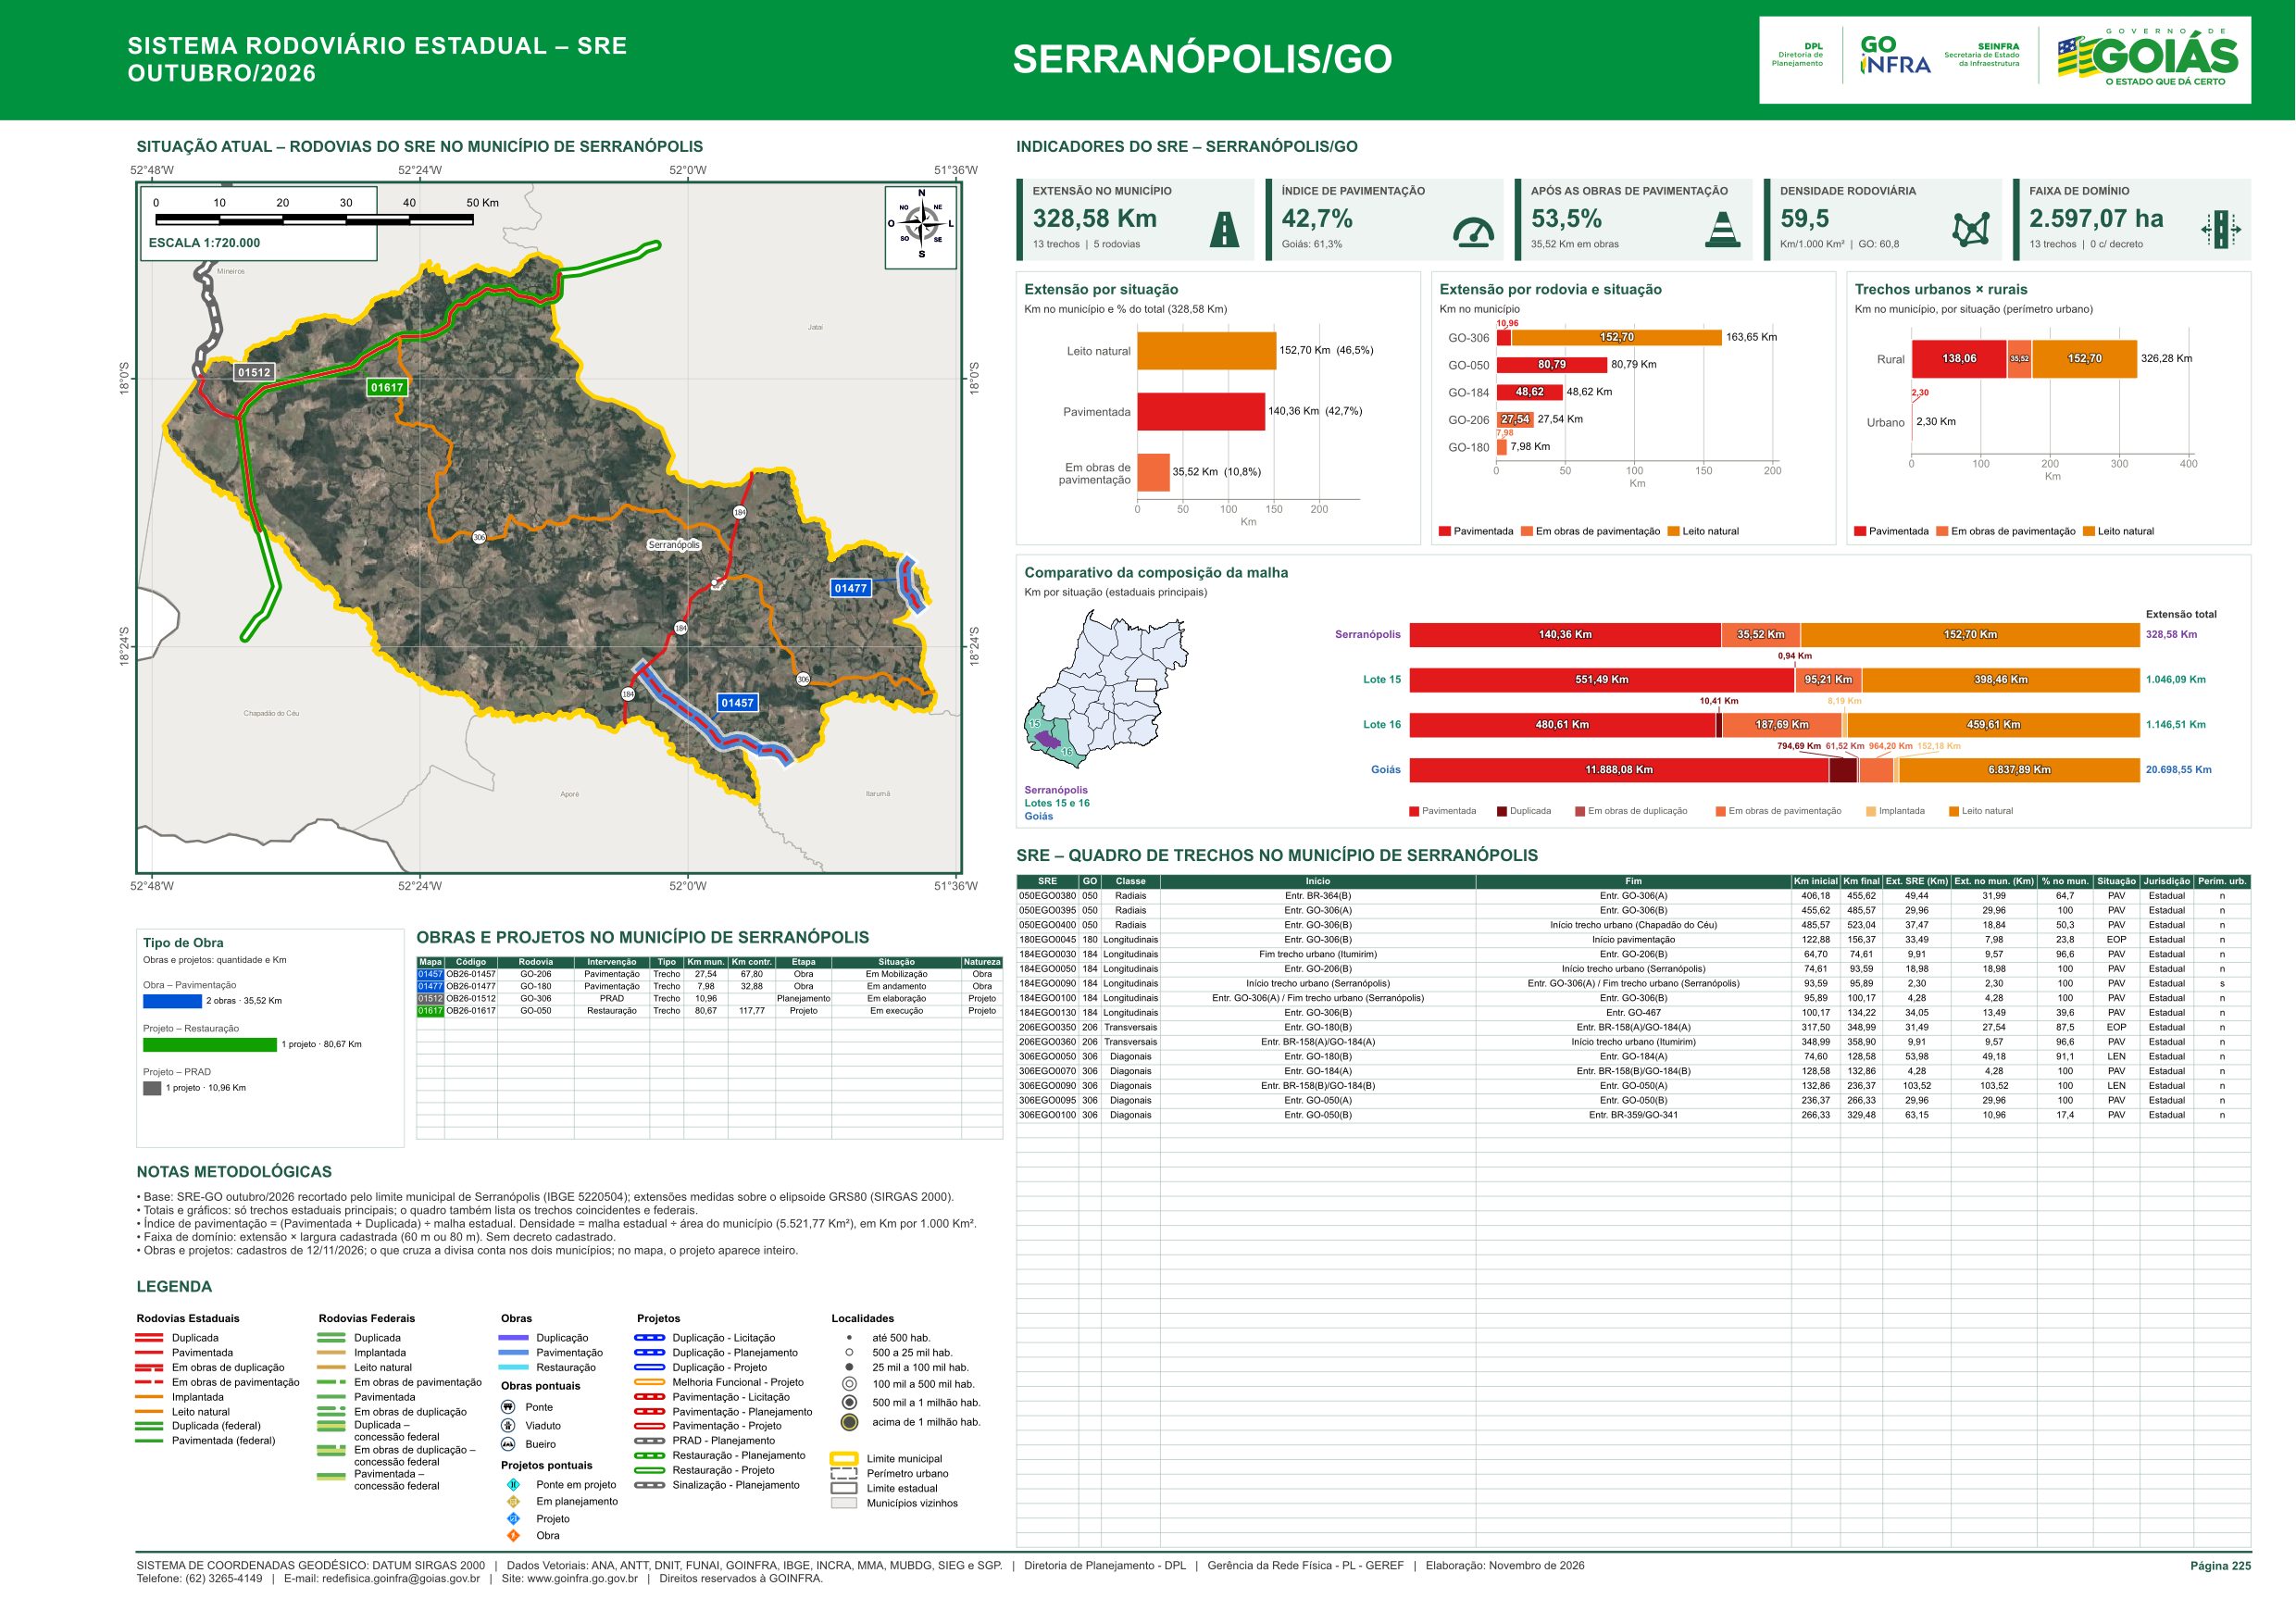 SISTEMA RODOVIÁRIO ESTADUAL – SRE
OUTUBRO/2026
SERRANÓPOLIS/GO
DPL
Diretoria de
Planejamento
GO
iNFRA
SEINFRA
Secretaria de Estado
da Infraestrutura
GOVERNO DE
GOIÁS
O ESTADO QUE DÁ CERTO
SITUAÇÃO ATUAL – RODOVIAS DO SRE NO MUNICÍPIO DE SERRANÓPOLIS
52°48'W 52°24'W 52°0'W 51°36'W
0 10 20 30 40 50 Km
ESCALA 1:720.000
N
NO NE
O L
SO SE
S
Mineiros
Jataí
18°0'S 18°0'S
01512
01617
184
306
Serranópolis
01477
184
18°24'S 18°24'S
306
184
01457
Chapadão do Céu
Aporé
Itarumã
52°48'W 52°24'W 52°0'W 51°36'W
Tipo de Obra
Obras e projetos: quantidade e Km
Obra – Pavimentação
2 obras · 35,52 Km
Projeto – Restauração
1 projeto · 80,67 Km
Projeto – PRAD
1 projeto · 10,96 Km
OBRAS E PROJETOS NO MUNICÍPIO DE SERRANÓPOLIS
Mapa Código Rodovia Intervenção Tipo Km mun. Km contr. Etapa Situação Natureza
01457 OB26-01457 GO-206 Pavimentação Trecho 27,54 67,80 Obra Em Mobilização Obra
01477 OB26-01477 GO-180 Pavimentação Trecho 7,98 32,88 Obra Em andamento Obra
01512 OB26-01512 GO-306 PRAD Trecho 10,96 Planejamento Em elaboração Projeto
01617 OB26-01617 GO-050 Restauração Trecho 80,67 117,77 Projeto Em execução Projeto
NOTAS METODOLÓGICAS
• Base: SRE-GO outubro/2026 recortado pelo limite municipal de Serranópolis (IBGE 5220504); extensões medidas sobre o elipsoide GRS80 (SIRGAS 2000).
• Totais e gráficos: só trechos estaduais principais; o quadro também lista os trechos coincidentes e federais.
• Índice de pavimentação = (Pavimentada + Duplicada) ÷ malha estadual. Densidade = malha estadual ÷ área do município (5.521,77 Km²), em Km por 1.000 Km².
• Faixa de domínio: extensão × largura cadastrada (60 m ou 80 m). Sem decreto cadastrado.
• Obras e projetos: cadastros de 12/11/2026; o que cruza a divisa conta nos dois municípios; no mapa, o projeto aparece inteiro.
LEGENDA
Rodovias Estaduais
Duplicada
Pavimentada
Em obras de duplicação
Em obras de pavimentação
Implantada
Leito natural
Duplicada (federal)
Pavimentada (federal)
Rodovias Federais
Duplicada
Implantada
Leito natural
Em obras de pavimentação
Pavimentada
Em obras de duplicação
Duplicada –
concessão federal
Em obras de duplicação –
concessão federal
Pavimentada –
concessão federal
Obras
Duplicação
Pavimentação
Restauração
Obras pontuais
Ponte
Viaduto
Bueiro
Projetos pontuais
Ponte em projeto
Em planejamento
Projeto
Obra
Projetos
Duplicação - Licitação
Duplicação - Planejamento
Duplicação - Projeto
Melhoria Funcional - Projeto
Pavimentação - Licitação
Pavimentação - Planejamento
Pavimentação - Projeto
PRAD - Planejamento
Restauração - Planejamento
Restauração - Projeto
Sinalização - Planejamento
Localidades
até 500 hab.
500 a 25 mil hab.
25 mil a 100 mil hab.
100 mil a 500 mil hab.
500 mil a 1 milhão hab.
acima de 1 milhão hab.
Limite municipal
Perímetro urbano
Limite estadual
Municípios vizinhos
INDICADORES DO SRE – SERRANÓPOLIS/GO
EXTENSÃO NO MUNICÍPIO
328,58 Km
13 trechos | 5 rodovias
ÍNDICE DE PAVIMENTAÇÃO
42,7%
Goiás: 61,3%
APÓS AS OBRAS DE PAVIMENTAÇÃO
53,5%
35,52 Km em obras
DENSIDADE RODOVIÁRIA
59,5
Km/1.000 Km² | GO: 60,8
FAIXA DE DOMÍNIO
2.597,07 ha
13 trechos | 0 c/ decreto
Extensão por situação
Km no município e % do total (328,58 Km)
Leito natural 152,70 Km (46,5%)
Pavimentada 140,36 Km (42,7%)
Em obras de
pavimentação
35,52 Km (10,8%)
0 50 100 150 200
Km
Extensão por rodovia e situação
Km no município
10,96
GO-306 152,70 163,65 Km
GO-050 80,79 80,79 Km
GO-184 48,62 48,62 Km
GO-206 27,54 27,54 Km
7,98
GO-180 7,98 Km
0 50 100 150 200
Km
Pavimentada Em obras de pavimentação Leito natural
Trechos urbanos × rurais
Km no município, por situação (perímetro urbano)
Rural 138,06 35,52 152,70 326,28 Km
2,30
Urbano 2,30 Km
0 100 200 300 400
Km
Pavimentada Em obras de pavimentação Leito natural
Comparativo da composição da malha
Km por situação (estaduais principais)
15
16
Serranópolis
Lotes 15 e 16
Goiás
Extensão total
Serranópolis 140,36 Km 35,52 Km 152,70 Km 328,58 Km
0,94 Km
Lote 15 551,49 Km 95,21 Km 398,46 Km 1.046,09 Km
10,41 Km 8,19 Km
Lote 16 480,61 Km 187,69 Km 459,61 Km 1.146,51 Km
794,69 Km 61,52 Km 964,20 Km 152,18 Km
Goiás 11.888,08 Km 6.837,89 Km 20.698,55 Km
Pavimentada Duplicada Em obras de duplicação Em obras de pavimentação Implantada Leito natural
SRE – QUADRO DE TRECHOS NO MUNICÍPIO DE SERRANÓPOLIS
SRE GO Classe Início Fim Km inicial Km final Ext. SRE (Km) Ext. no mun. (Km) % no mun. Situação Jurisdição Perím. urb.
050EGO0380 050 Radiais Entr. BR-364(B) Entr. GO-306(A) 406,18 455,62 49,44 31,99 64,7 PAV Estadual n
050EGO0395 050 Radiais Entr. GO-306(A) Entr. GO-306(B) 455,62 485,57 29,96 29,96 100 PAV Estadual n
050EGO0400 050 Radiais Entr. GO-306(B) Início trecho urbano (Chapadão do Céu) 485,57 523,04 37,47 18,84 50,3 PAV Estadual n
180EGO0045 180 Longitudinais Entr. GO-306(B) Início pavimentação 122,88 156,37 33,49 7,98 23,8 EOP Estadual n
184EGO0030 184 Longitudinais Fim trecho urbano (Itumirim) Entr. GO-206(B) 64,70 74,61 9,91 9,57 96,6 PAV Estadual n
184EGO0050 184 Longitudinais Entr. GO-206(B) Início trecho urbano (Serranópolis) 74,61 93,59 18,98 18,98 100 PAV Estadual n
184EGO0090 184 Longitudinais Início trecho urbano (Serranópolis) Entr. GO-306(A) / Fim trecho urbano (Serranópolis) 93,59 95,89 2,30 2,30 100 PAV Estadual s
184EGO0100 184 Longitudinais Entr. GO-306(A) / Fim trecho urbano (Serranópolis) Entr. GO-306(B) 95,89 100,17 4,28 4,28 100 PAV Estadual n
184EGO0130 184 Longitudinais Entr. GO-306(B) Entr. GO-467 100,17 134,22 34,05 13,49 39,6 PAV Estadual n
206EGO0350 206 Transversais Entr. GO-180(B) Entr. BR-158(A)/GO-184(A) 317,50 348,99 31,49 27,54 87,5 EOP Estadual n
206EGO0360 206 Transversais Entr. BR-158(A)/GO-184(A) Início trecho urbano (Itumirim) 348,99 358,90 9,91 9,57 96,6 PAV Estadual n
306EGO0050 306 Diagonais Entr. GO-180(B) Entr. GO-184(A) 74,60 128,58 53,98 49,18 91,1 LEN Estadual n
306EGO0070 306 Diagonais Entr. GO-184(A) Entr. BR-158(B)/GO-184(B) 128,58 132,86 4,28 4,28 100 PAV Estadual n
306EGO0090 306 Diagonais Entr. BR-158(B)/GO-184(B) Entr. GO-050(A) 132,86 236,37 103,52 103,52 100 LEN Estadual n
306EGO0095 306 Diagonais Entr. GO-050(A) Entr. GO-050(B) 236,37 266,33 29,96 29,96 100 PAV Estadual n
306EGO0100 306 Diagonais Entr. GO-050(B) Entr. BR-359/GO-341 266,33 329,48 63,15 10,96 17,4 PAV Estadual n
SISTEMA DE COORDENADAS GEODÉSICO: DATUM SIRGAS 2000 | Dados Vetoriais: ANA, ANTT, DNIT, FUNAI, GOINFRA, IBGE, INCRA, MMA, MUBDG, SIEG e SGP. | Diretoria de Planejamento - DPL | Gerência da Rede Física - PL - GEREF | Elaboração: Novembro de 2026
Página 225
Telefone: (62) 3265-4149 | E-mail: redefisica.goinfra@goias.gov.br | Site: www.goinfra.go.gov.br | Direitos reservados à GOINFRA.